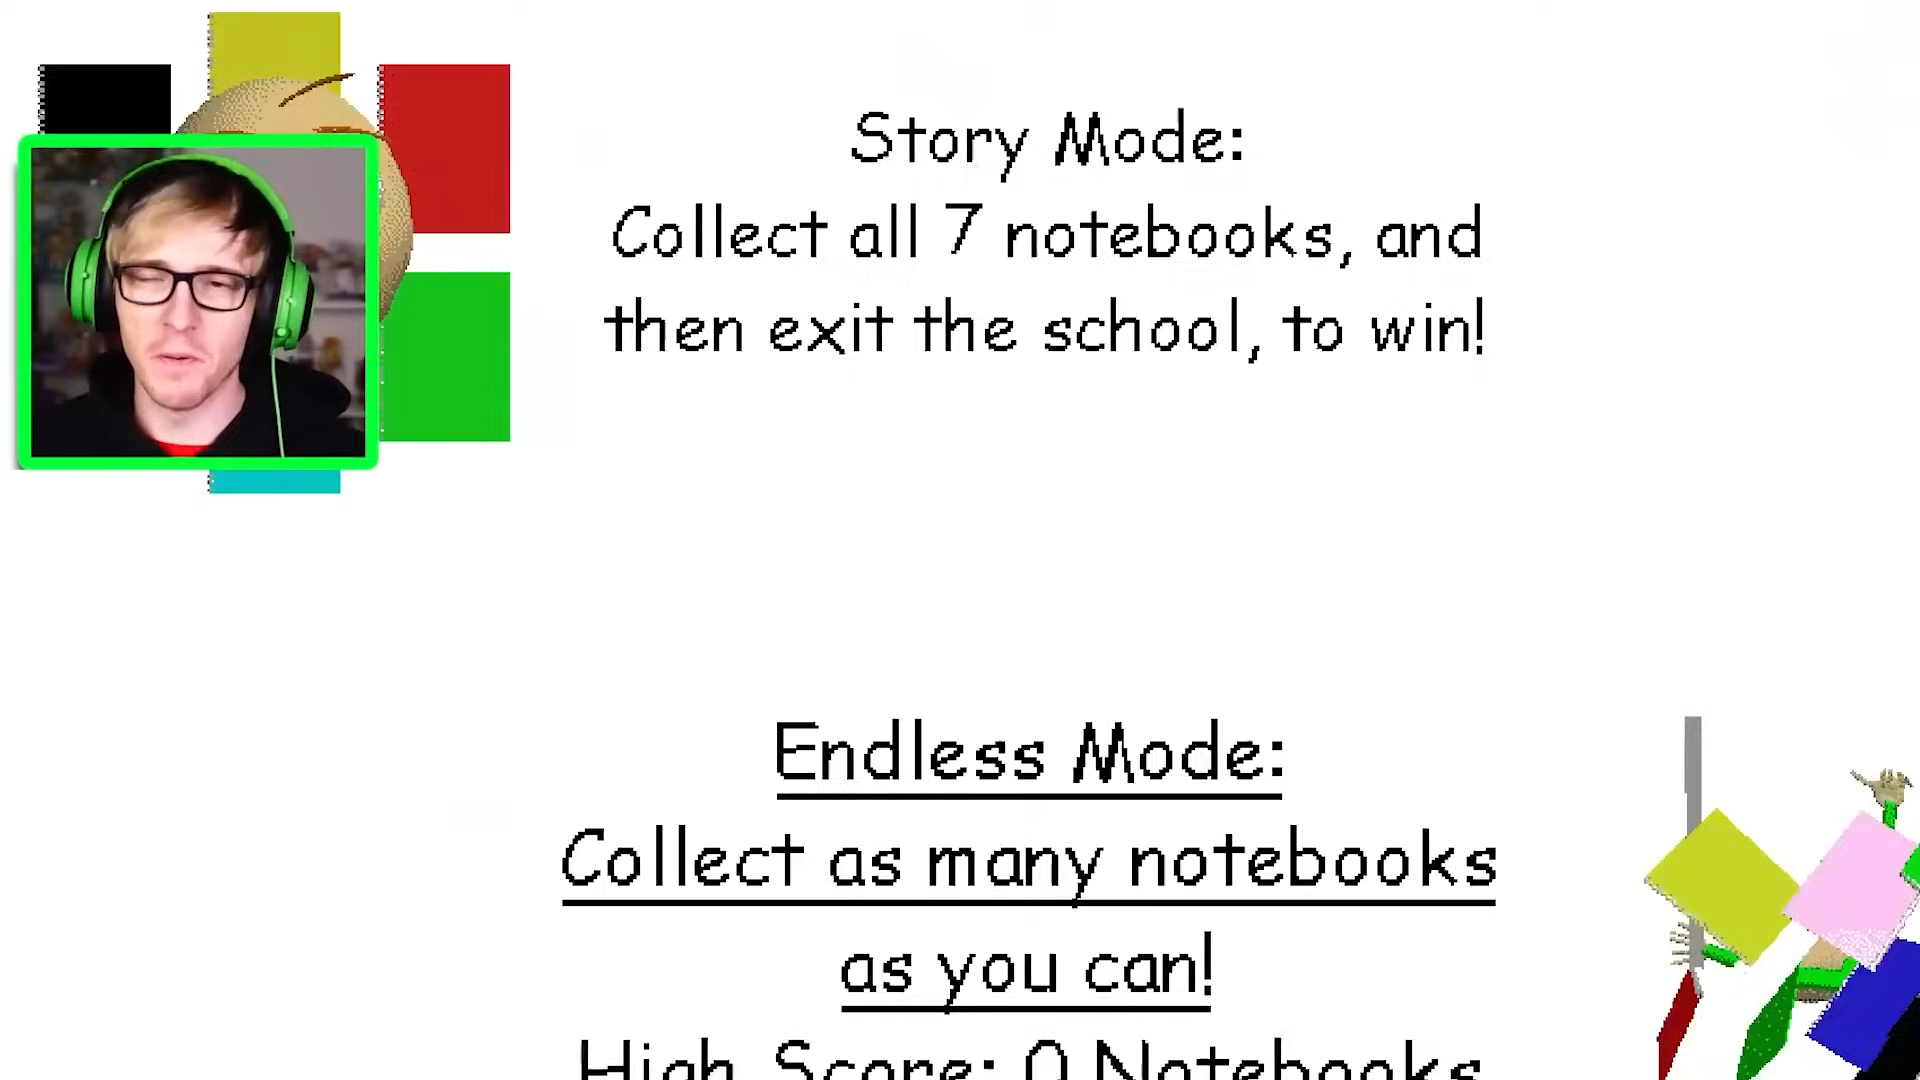 Story Mode:
Collect all 7 notebooks, and
then exit the school, to win!
Endless Mode:
Collect as many notebooks
as you can!
High Score: 0 Notebooks